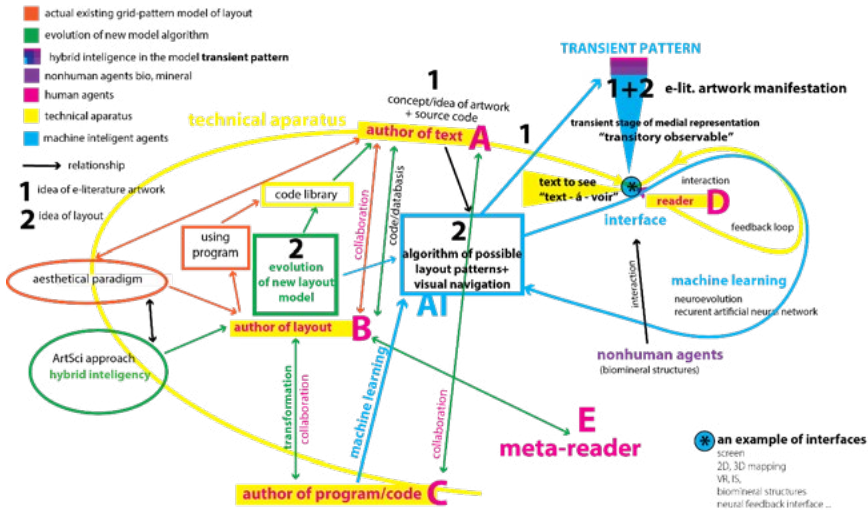 actual existing grid-pattern model of layout
evolution of new model algorithm
hybrid inteligence in the model transient pattern
nonhuman agents bio, mineral
human agents
technical apparatus
machine inteligent agents
relationship
1 idea of e-literature artwork
2 idea of layout
technical aparatus
1
concept/idea of artwork
+ source code
author of text A
TRANSIENT PATTERN
1+2 e-lit. artwork manifestation
transient stage of medial representation
"transitory observable"
1
text to see
"text - á - voir"
*
interface
interaction
reader D
feedback loop
code library
using
program
2
evolution
of new layout
model
collaboration
code/databasis
2
algorithm of possible
layout patterns+
visual navigation
AI
aesthetical paradigm
author of layout B
ArtSci approach
hybrid inteligency
transformation
collaboration
machine learning
collaboration
author of program/code C
E
meta-reader
interaction
machine learning
neuroevolution
recurent artificial neural network
nonhuman agents
(biomineral structures)
* an example of interfaces
screen
2D, 3D mapping
VR, IS,
biomineral structures
neural feedback interface ...